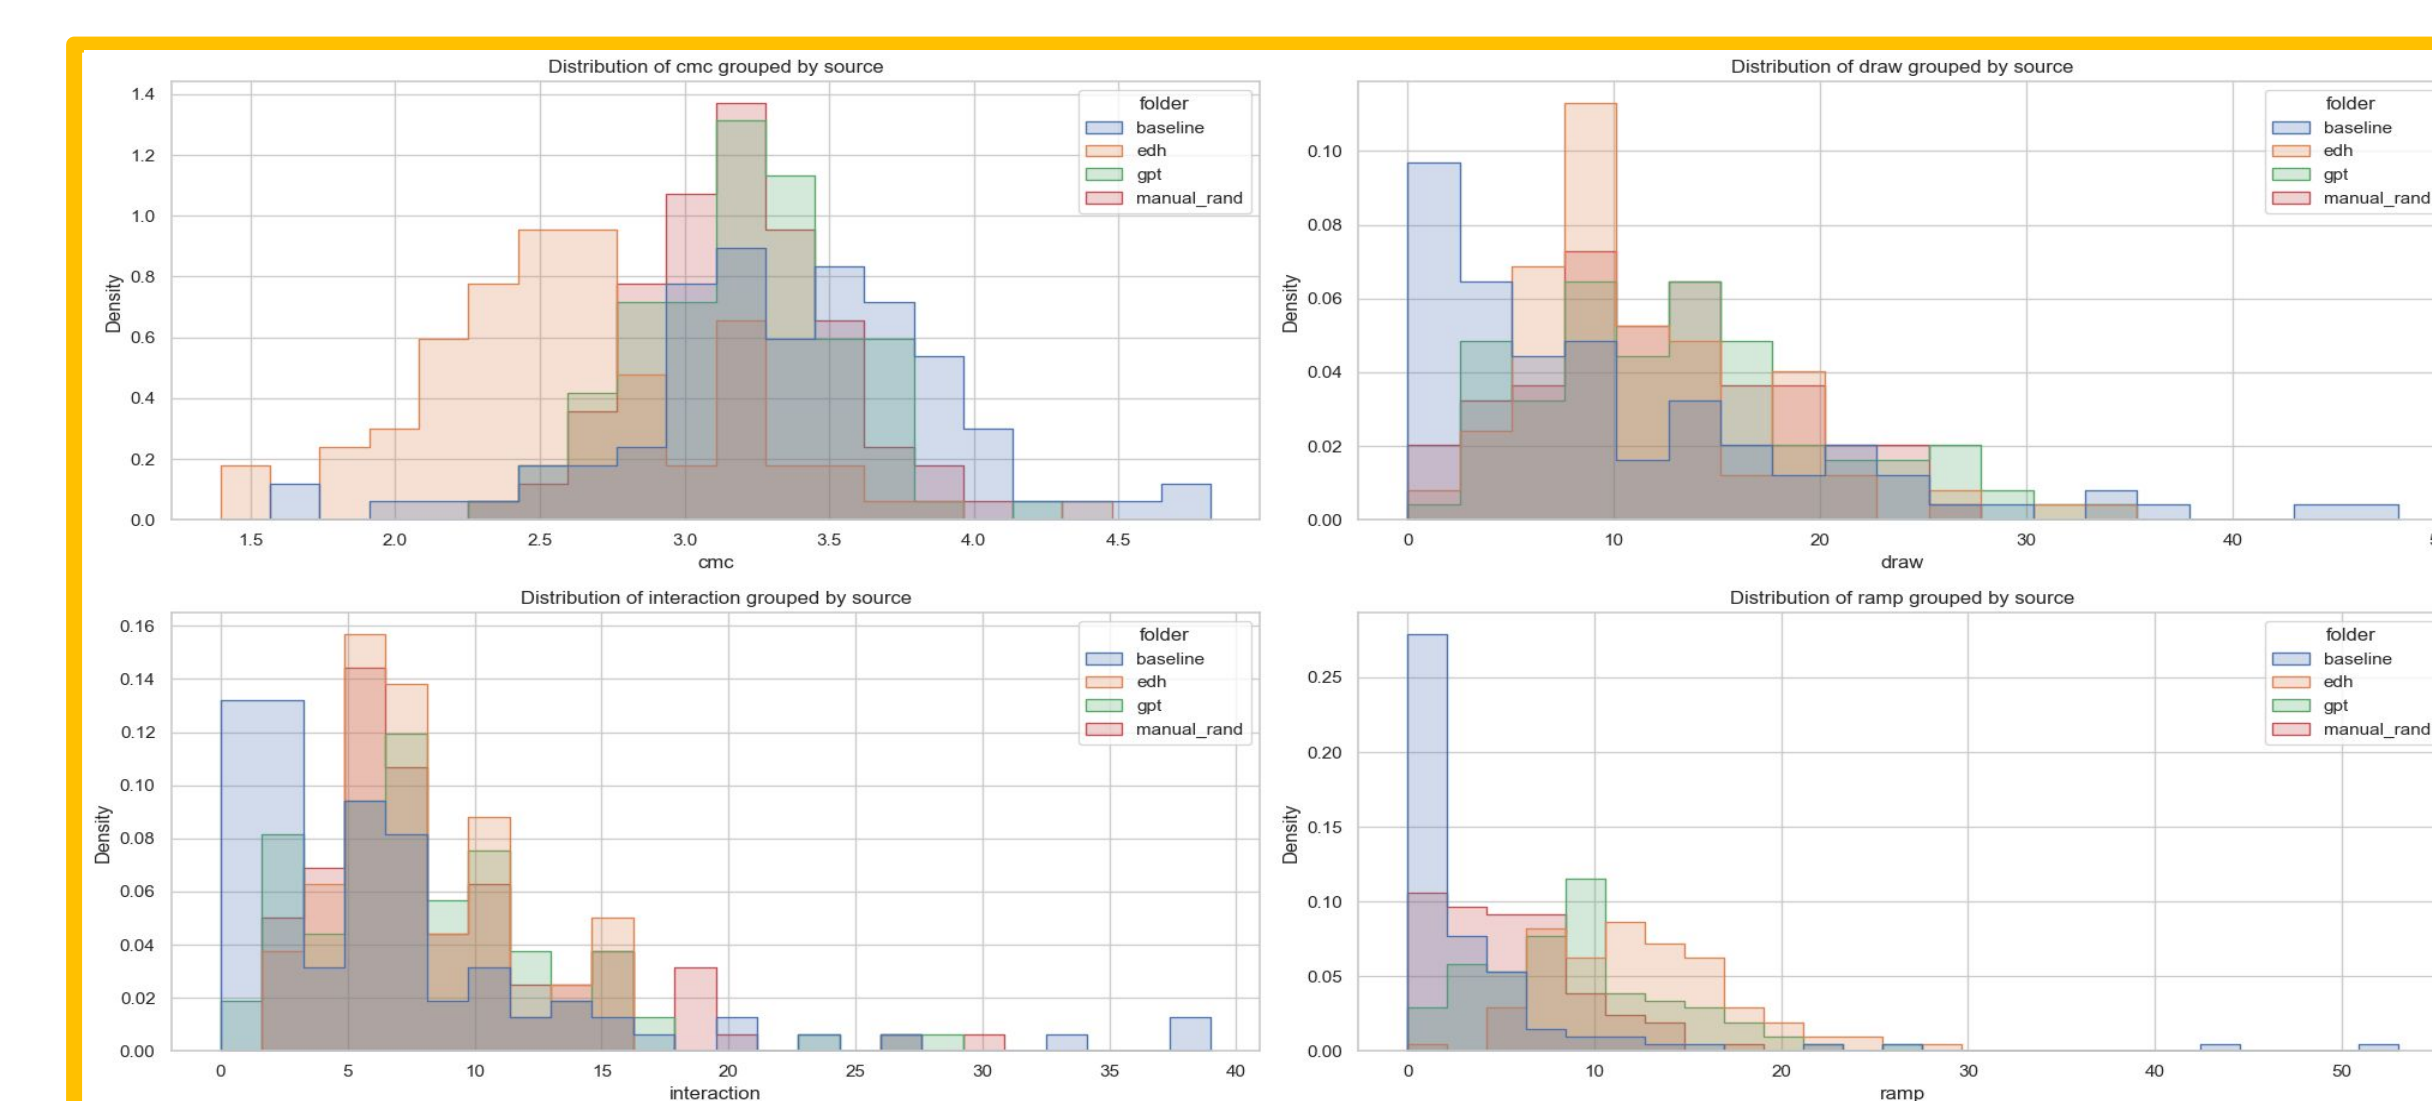 Distribution of cmc grouped by source
1.4
1.2
1.0
0.8
0.6
0.4
0.2
0.0
Density
1.5 2.0 2.5 3.0 3.5 4.0 4.5
cmc
folder
baseline
edh
gpt
manual_rand
Distribution of draw grouped by source
0.10
0.08
0.06
0.04
0.02
0.00
Density
0 10 20 30 40
draw
folder
baseline
edh
gpt
manual_rand
Distribution of interaction grouped by source
0.16
0.14
0.12
0.10
0.08
0.06
0.04
0.02
0.00
Density
0 5 10 15 20 25 30 35 40
interaction
folder
baseline
edh
gpt
manual_rand
Distribution of ramp grouped by source
0.25
0.20
0.15
0.10
0.05
0.00
Density
0 10 20 30 40 50
ramp
folder
baseline
edh
gpt
manual_rand